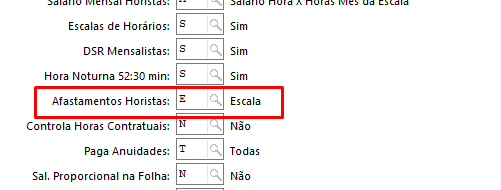 Salário Mensal Horistas: Salário Hora X Horas Mês da Escala
Escalas de Horários: S Sim
DSR Mensalistas: S Sim
Hora Noturna 52:30 min: S Sim
Afastamentos Horistas: E Escala
Controla Horas Contratuais: N Não
Paga Anuidades: T Todas
Sal. Proporcional na Folha: N Não